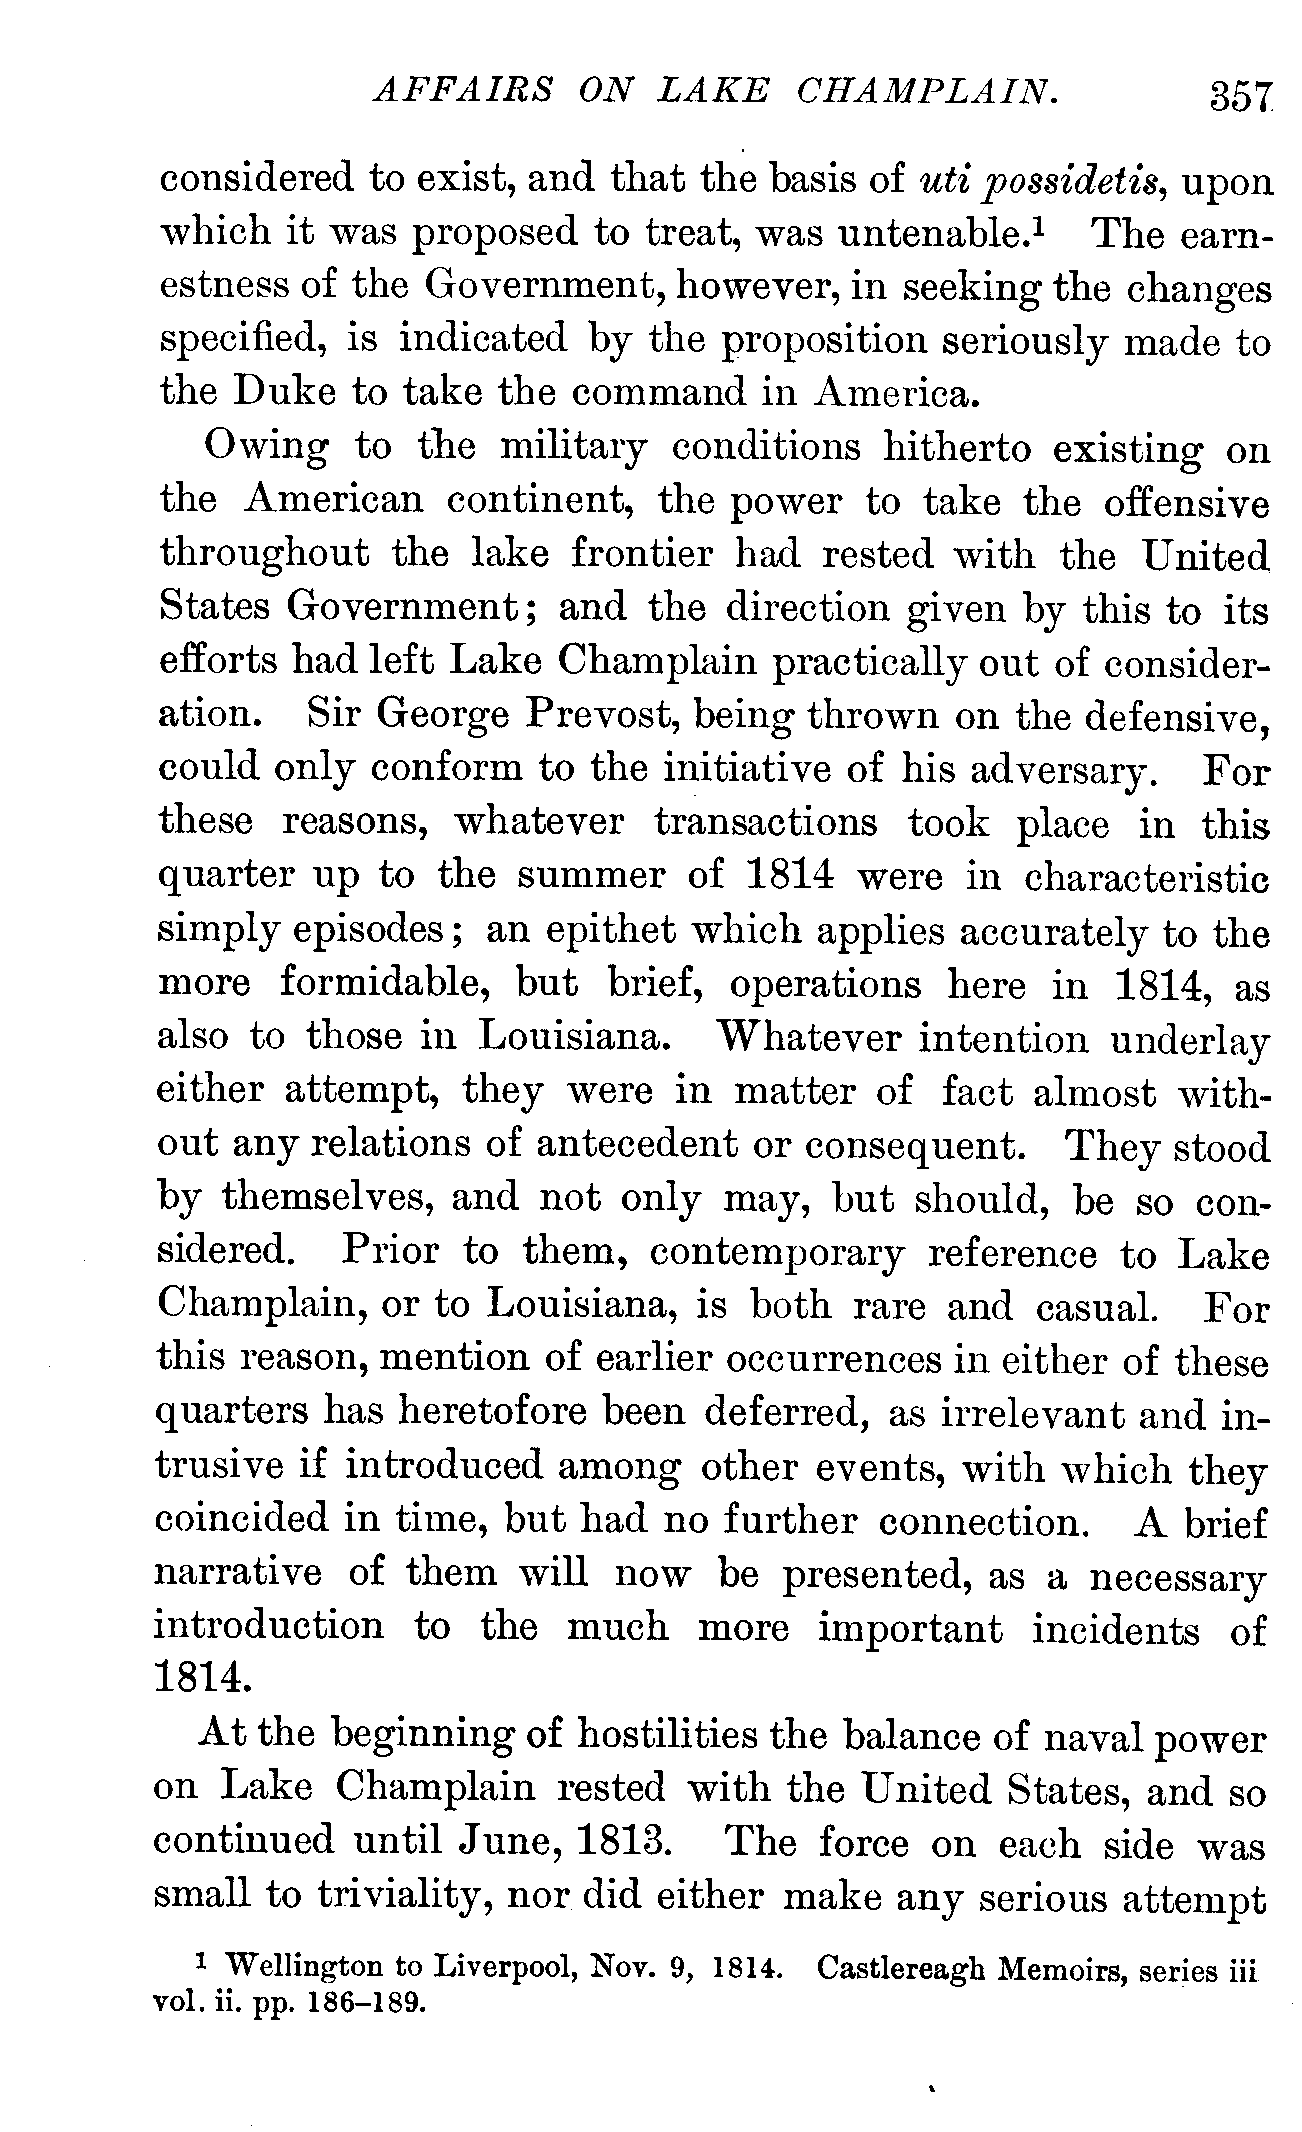 AFFAIRS ON LAKE CHAMPLAIN. 357
considered to exist, and that the basis of uti possidetis, upon
which it was proposed to treat, was untenable.¹ The earn-
estness of the Government, however, in seeking the changes
specified, is indicated by the proposition seriously made to
the Duke to take the command in America.
Owing to the military conditions hitherto existing on
the American continent, the power to take the offensive
throughout the lake frontier had rested with the United
States Government; and the direction given by this to its
efforts had left Lake Champlain practically out of consider-
ation. Sir George Prevost, being thrown on the defensive,
could only conform to the initiative of his adversary. For
these reasons, whatever transactions took place in this
quarter up to the summer of 1814 were in characteristic
simply episodes; an epithet which applies accurately to the
more formidable, but brief, operations here in 1814, as
also to those in Louisiana. Whatever intention underlay
either attempt, they were in matter of fact almost with-
out any relations of antecedent or consequent. They stood
by themselves, and not only may, but should, be so con-
sidered. Prior to them, contemporary reference to Lake
Champlain, or to Louisiana, is both rare and casual. For
this reason, mention of earlier occurrences in either of these
quarters has heretofore been deferred, as irrelevant and in-
trusive if introduced among other events, with which they
coincided in time, but had no further connection. A brief
narrative of them will now be presented, as a necessary
introduction to the much more important incidents of
1814.
At the beginning of hostilities the balance of naval power
on Lake Champlain rested with the United States, and so
continued until June, 1813. The force on each side was
small to triviality, nor did either make any serious attempt
¹ Wellington to Liverpool, Nov. 9, 1814. Castlereagh Memoirs, series iii
vol. ii. pp. 186–189.